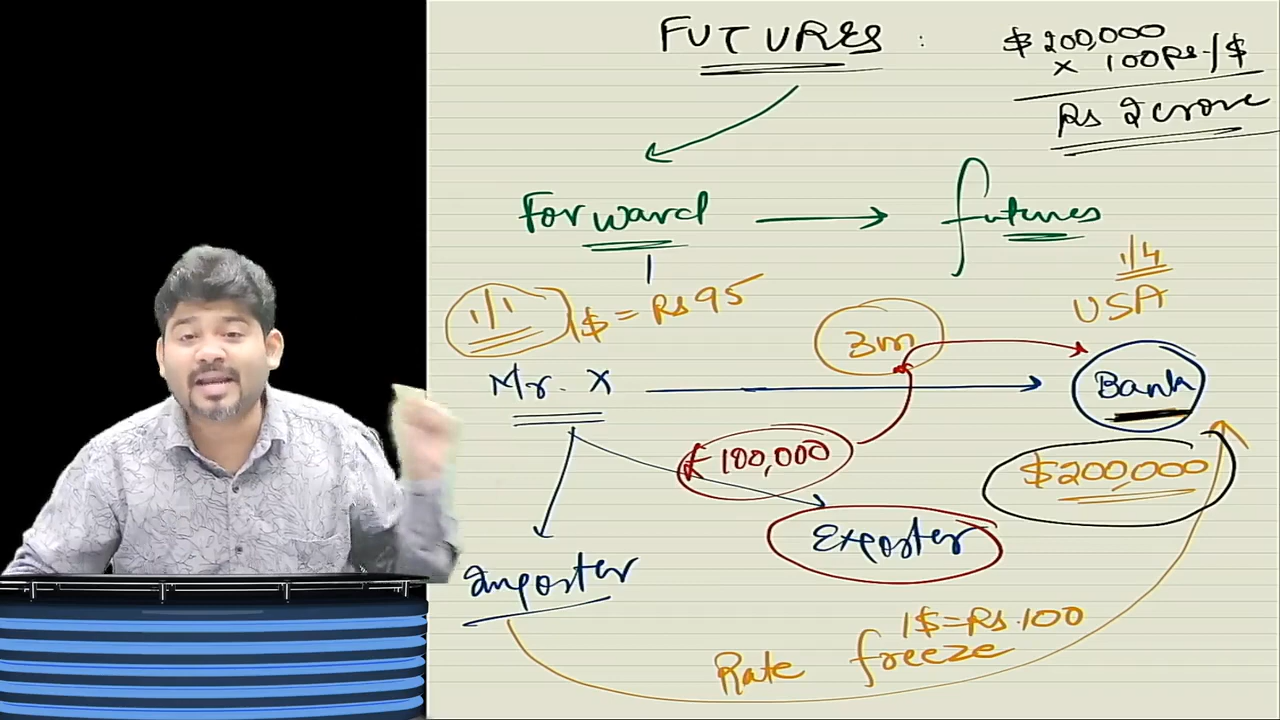 FUTURES :
$200,000
x 100Rs./$
Rs 2 crore
Forward → futures
1/1
1$ = Rs 95
1/4
USA
3m
Mr. X
Bank
£100,000
$200,000
Exporter
Importer
1$=Rs.100
Rate freeze